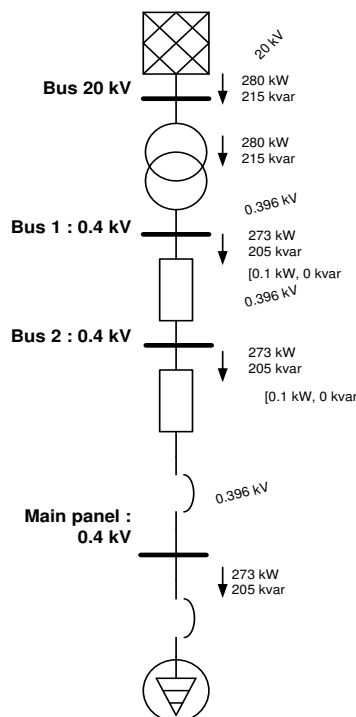 20 kV
280 kW
215 kvar
Bus 20 kV
280 kW
215 kvar
0.396 kV
Bus 1 : 0.4 kV
273 kW
205 kvar
[0.1 kW, 0 kvar
0.396 kV
Bus 2 : 0.4 kV
273 kW
205 kvar
[0.1 kW, 0 kvar
0.396 kV
Main panel :
0.4 kV
273 kW
205 kvar